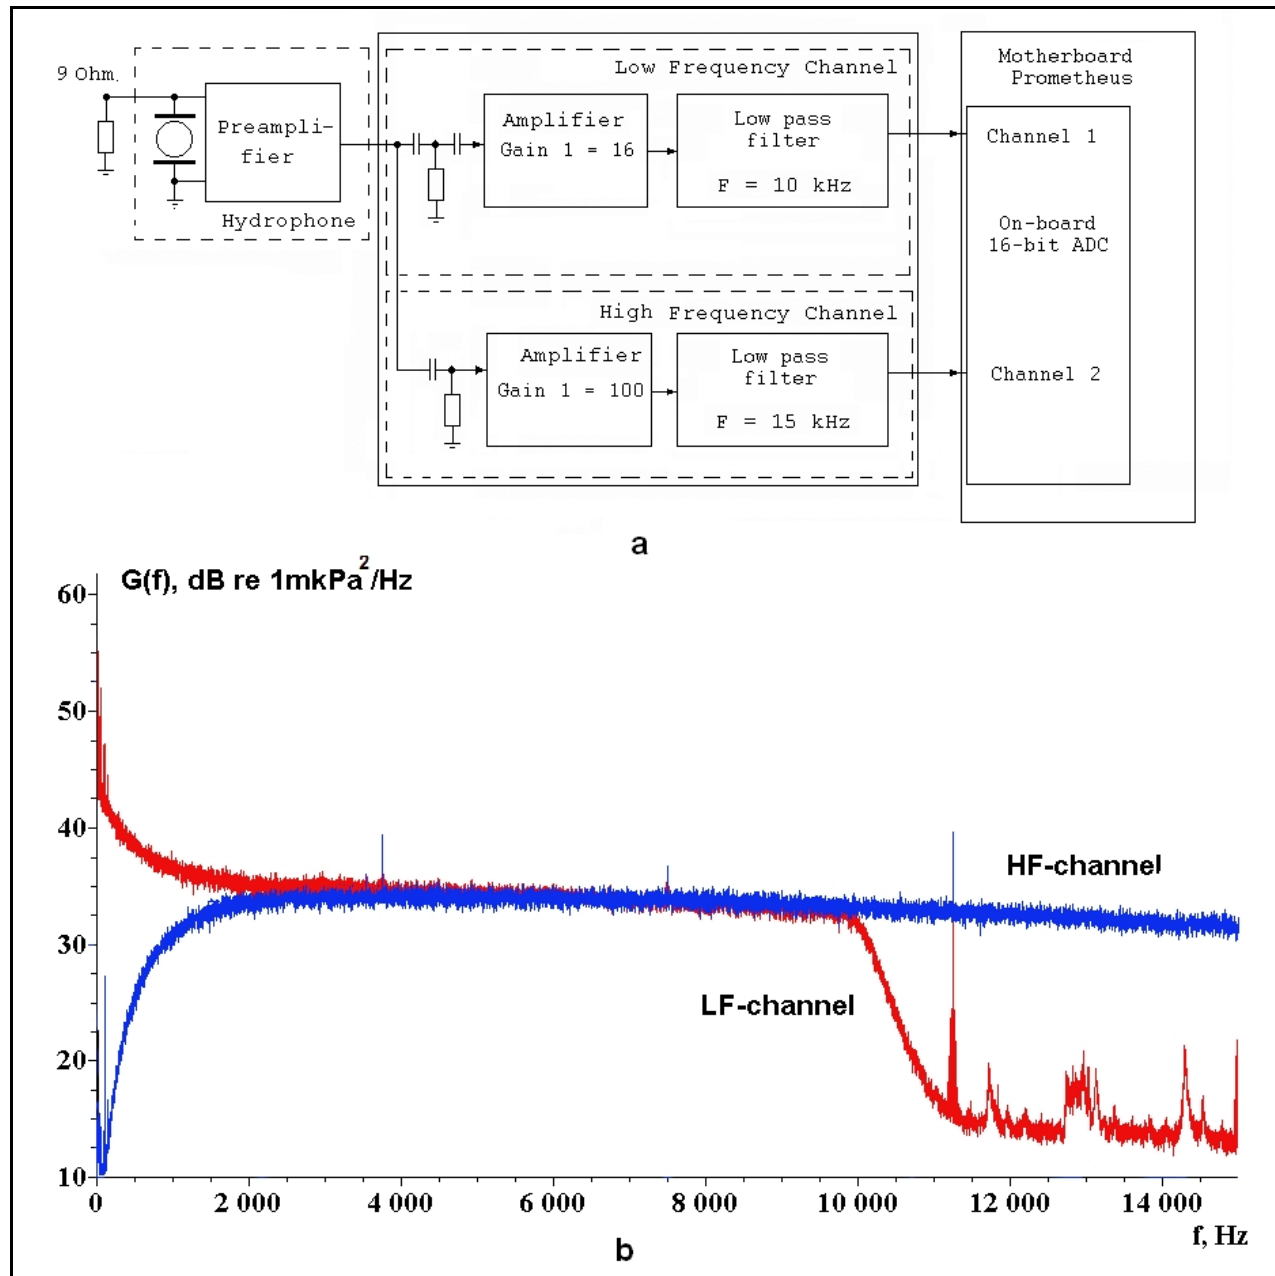 9 Ohm.
Preampli-
fier
Hydrophone
Low Frequency Channel
Amplifier
Gain 1 = 16
Low pass
filter
F = 10 kHz
High Frequency Channel
Amplifier
Gain 1 = 100
Low pass
filter
F = 15 kHz
Motherboard
Prometheus
Channel 1
On-board
16-bit ADC
Channel 2
a
G(f), dB re 1mkPa²/Hz
60
50
40
30
20
10
HF-channel
LF-channel
0 2 000 4 000 6 000 8 000 10 000 12 000 14 000
f, Hz
b